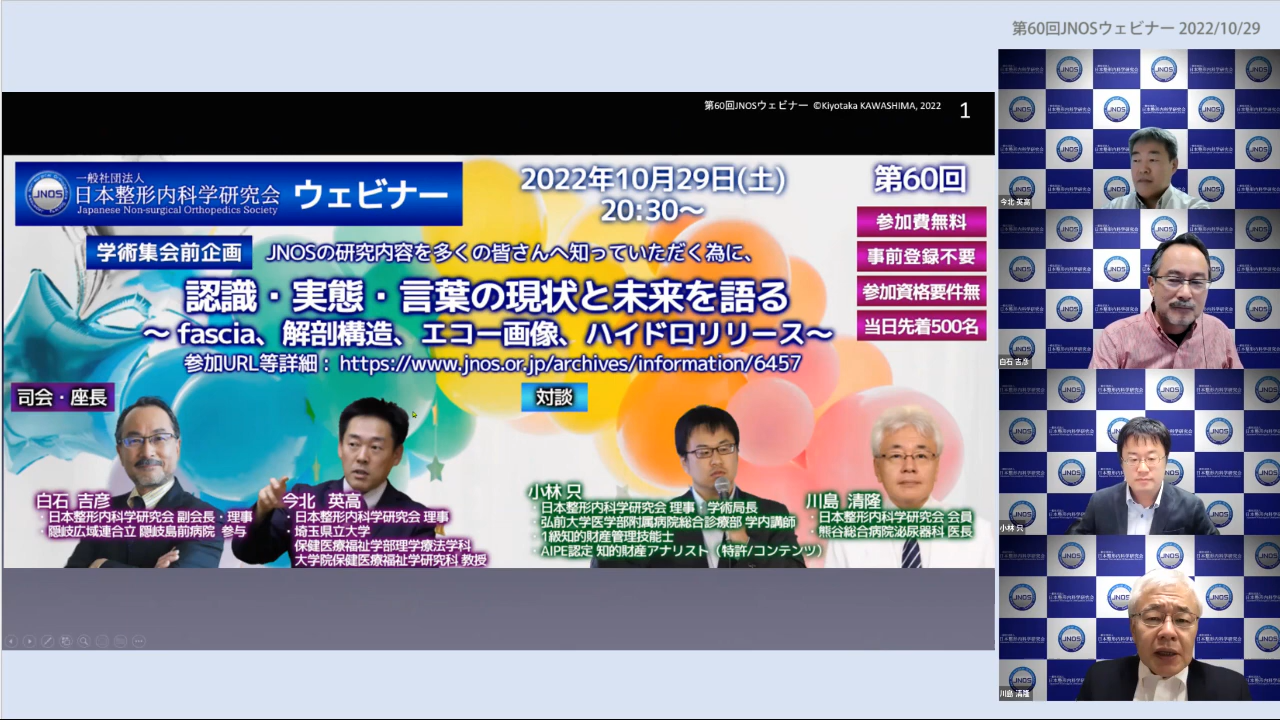 第60回JNOSウェビナー 2022/10/29
第60回JNOSウェビナー ©Kiyotaka KAWASHIMA, 2022
1
JNOS
一般社団法人
日本整形内科学研究会
Japanese Non-surgical Orthopedics Society
ウェビナー
2022年10月29日(土)
20:30〜
第60回
参加費無料
事前登録不要
参加資格要件無
当日先着500名
学術集会前企画
JNOSの研究内容を多くの皆さんへ知っていただく為に、
認識・実態・言葉の現状と未来を語る
〜 fascia、解剖構造、エコー画像、ハイドロリリース〜
参加URL等詳細: https://www.jnos.or.jp/archives/information/6457
司会・座長
対談
白石 吉彦
・日本整形内科学研究会 副会長・理事
・隠岐広域連合立 隠岐島前病院 参与
今北 英高
・日本整形内科学研究会 理事
・埼玉県立大学
保健医療福祉学部理学療法学科
大学院保健医療福祉学研究科 教授
小林 只
・日本整形内科学研究会 理事・学術局長
・弘前大学医学部附属病院総合診療部 学内講師
・1級知的財産管理技能士
・AIPE認定 知的財産アナリスト（特許/コンテンツ）
川島 清隆
・日本整形内科学研究会 会員
・熊谷総合病院泌尿器科 医長
今北 英高
白石 吉彦
小林 只
川島 清隆